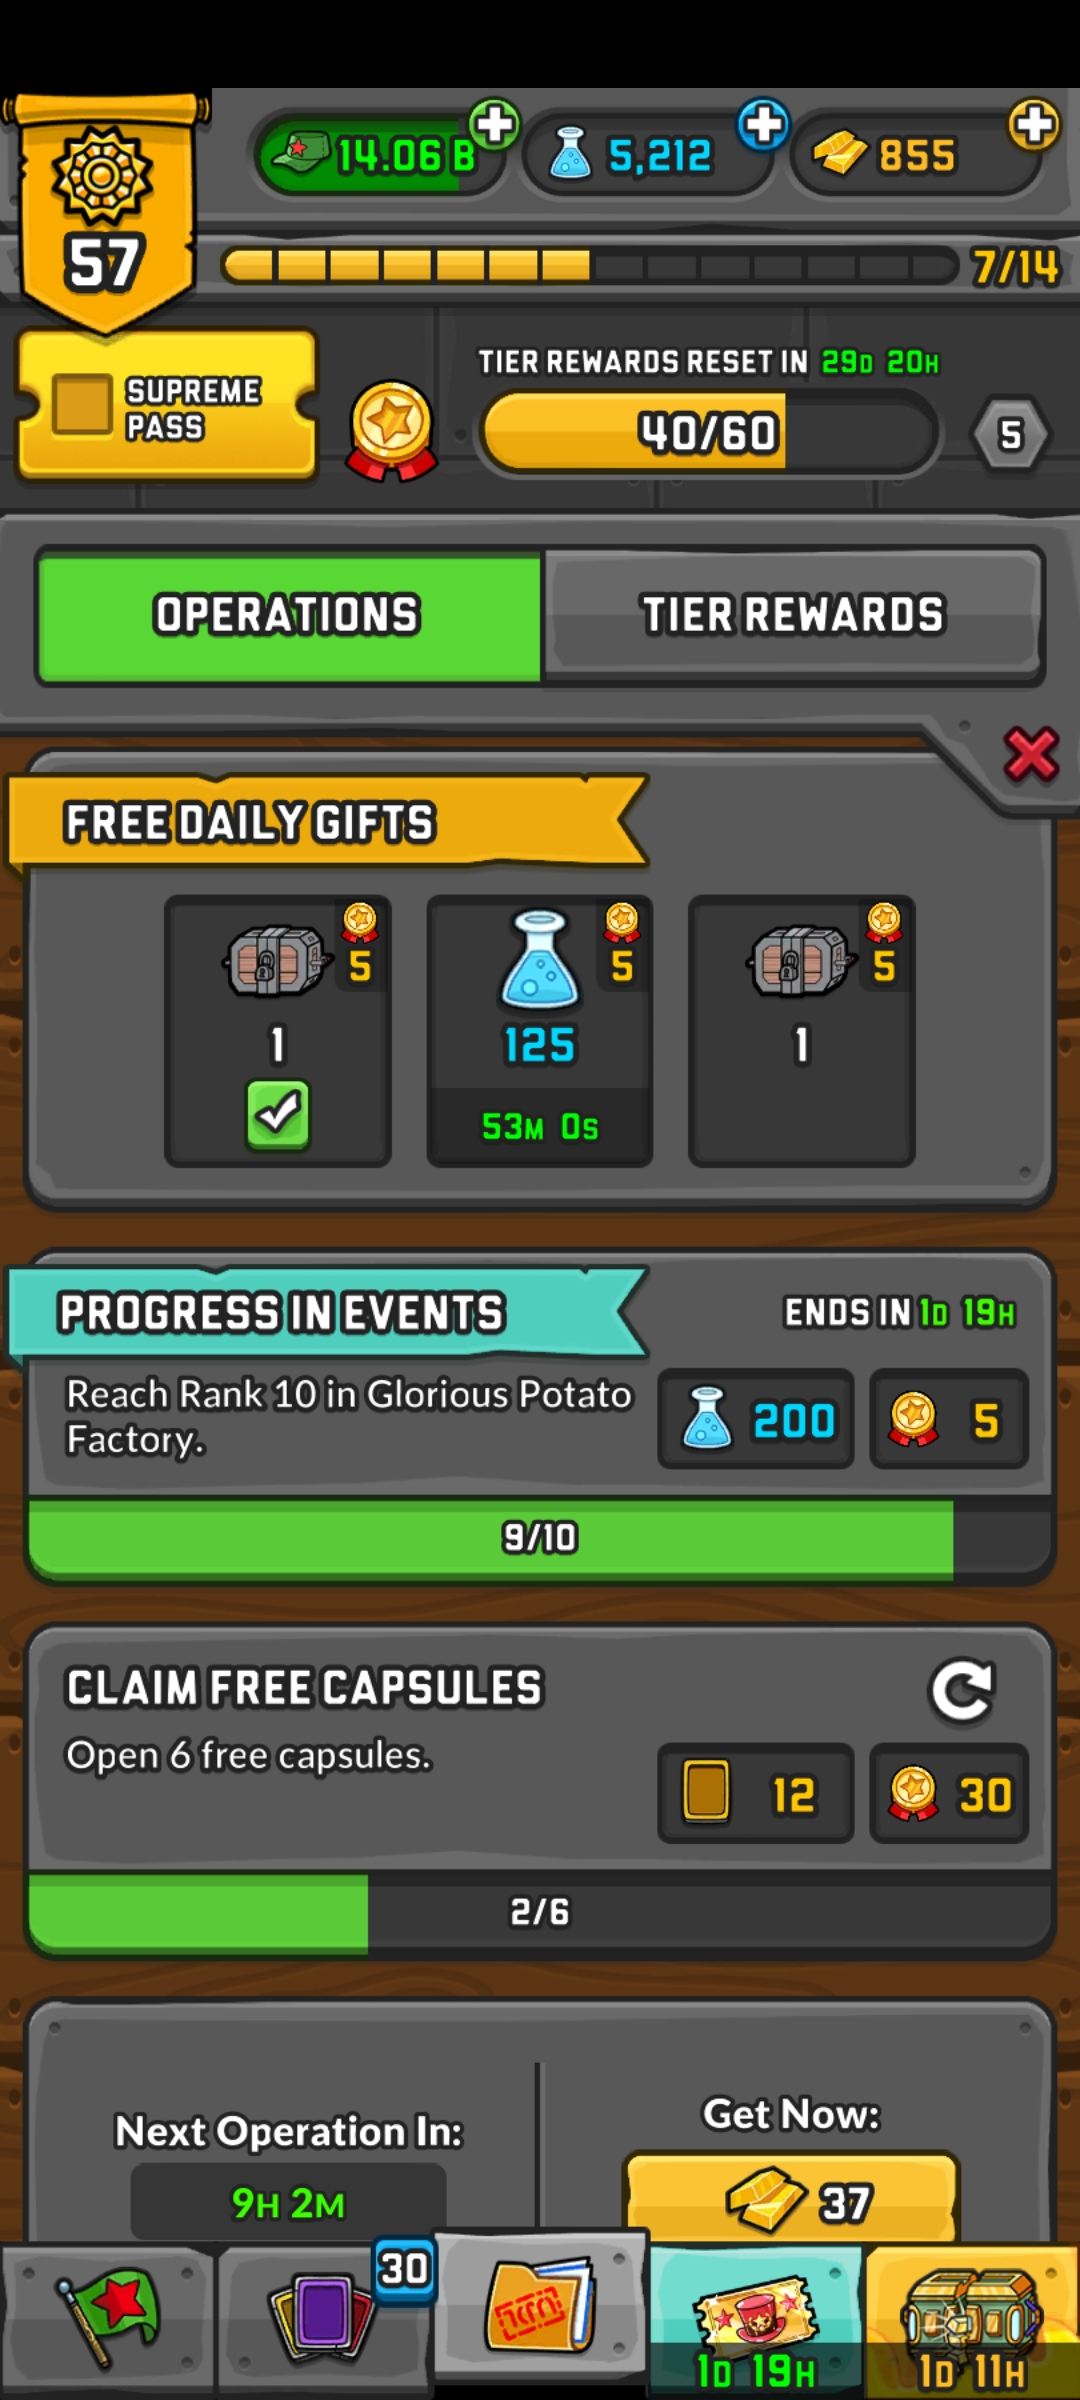 14.06 B
5,212
855
57
7/14
SUPREME
PASS
TIER REWARDS RESET IN 29D 20H
40/60
5
OPERATIONS
TIER REWARDS
FREE DAILY GIFTS
5
5
5
1
125
1
53M 0S
PROGRESS IN EVENTS
ENDS IN 1D 19H
Reach Rank 10 in Glorious Potato
Factory.
200
5
9/10
CLAIM FREE CAPSULES
Open 6 free capsules.
12
30
2/6
Next Operation In:
Get Now:
9H 2M
37
30
1D 19H
1D 11H